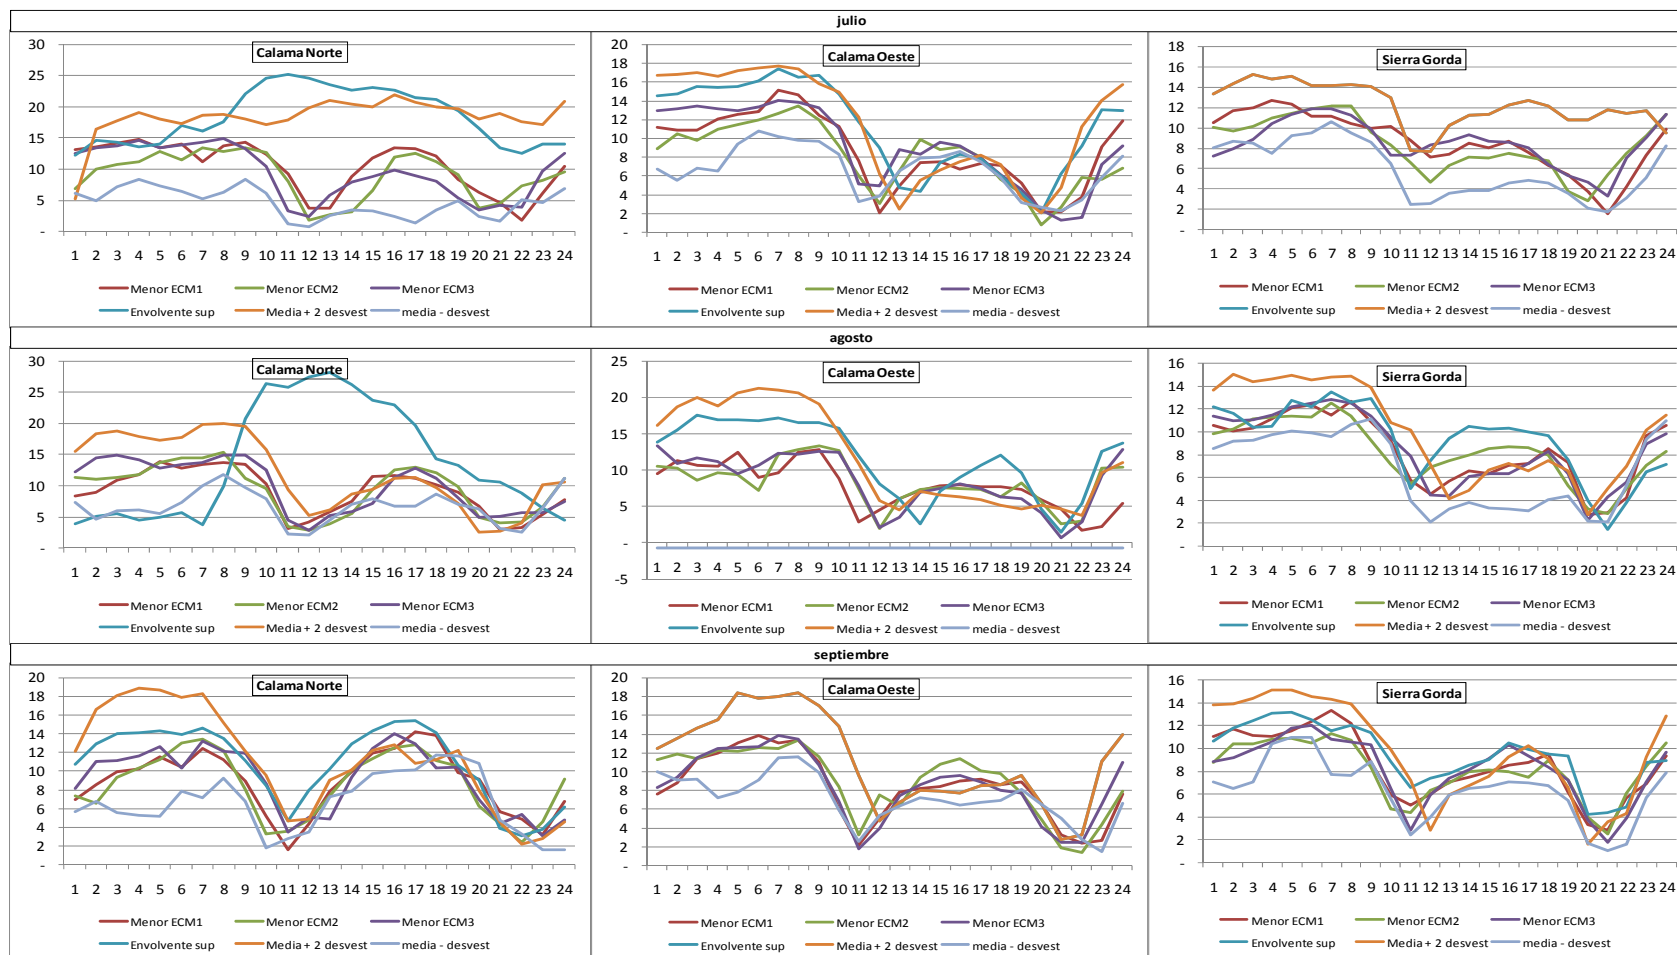 julio
Calama Norte
30
25
20
15
10
5
-
1 2 3 4 5 6 7 8 9 10 11 12 13 14 15 16 17 18 19 20 21 22 23 24
Menor ECM1 Menor ECM2 Menor ECM3
Envolvente sup Media + 2 desvest media - desvest
Calama Oeste
20
18
16
14
12
10
8
6
4
2
-
1 2 3 4 5 6 7 8 9 10 11 12 13 14 15 16 17 18 19 20 21 22 23 24
Menor ECM1 Menor ECM2 Menor ECM3
Envolvente sup Media + 2 desvest media - desvest
Sierra Gorda
18
16
14
12
10
8
6
4
2
-
1 2 3 4 5 6 7 8 9 10 11 12 13 14 15 16 17 18 19 20 21 22 23 24
Menor ECM1 Menor ECM2 Menor ECM3
Envolvente sup Media + 2 desvest media - desvest
agosto
Calama Norte
30
25
20
15
10
5
-
1 2 3 4 5 6 7 8 9 10 11 12 13 14 15 16 17 18 19 20 21 22 23 24
Menor ECM1 Menor ECM2 Menor ECM3
Envolvente sup Media + 2 desvest media - desvest
Calama Oeste
25
20
15
10
5
-
-5
1 2 3 4 5 6 7 8 9 10 11 12 13 14 15 16 17 18 19 20 21 22 23 24
Menor ECM1 Menor ECM2 Menor ECM3
Envolvente sup Media + 2 desvest media - desvest
Sierra Gorda
16
14
12
10
8
6
4
2
-
1 2 3 4 5 6 7 8 9 10 11 12 13 14 15 16 17 18 19 20 21 22 23 24
Menor ECM1 Menor ECM2 Menor ECM3
Envolvente sup Media + 2 desvest media - desvest
septiembre
Calama Norte
20
18
16
14
12
10
8
6
4
2
-
1 2 3 4 5 6 7 8 9 10 11 12 13 14 15 16 17 18 19 20 21 22 23 24
Menor ECM1 Menor ECM2 Menor ECM3
Envolvente sup Media + 2 desvest media - desvest
Calama Oeste
20
18
16
14
12
10
8
6
4
2
-
1 2 3 4 5 6 7 8 9 10 11 12 13 14 15 16 17 18 19 20 21 22 23 24
Menor ECM1 Menor ECM2 Menor ECM3
Envolvente sup Media + 2 desvest media - desvest
Sierra Gorda
16
14
12
10
8
6
4
2
-
1 2 3 4 5 6 7 8 9 10 11 12 13 14 15 16 17 18 19 20 21 22 23 24
Menor ECM1 Menor ECM2 Menor ECM3
Envolvente sup Media + 2 desvest media - desvest